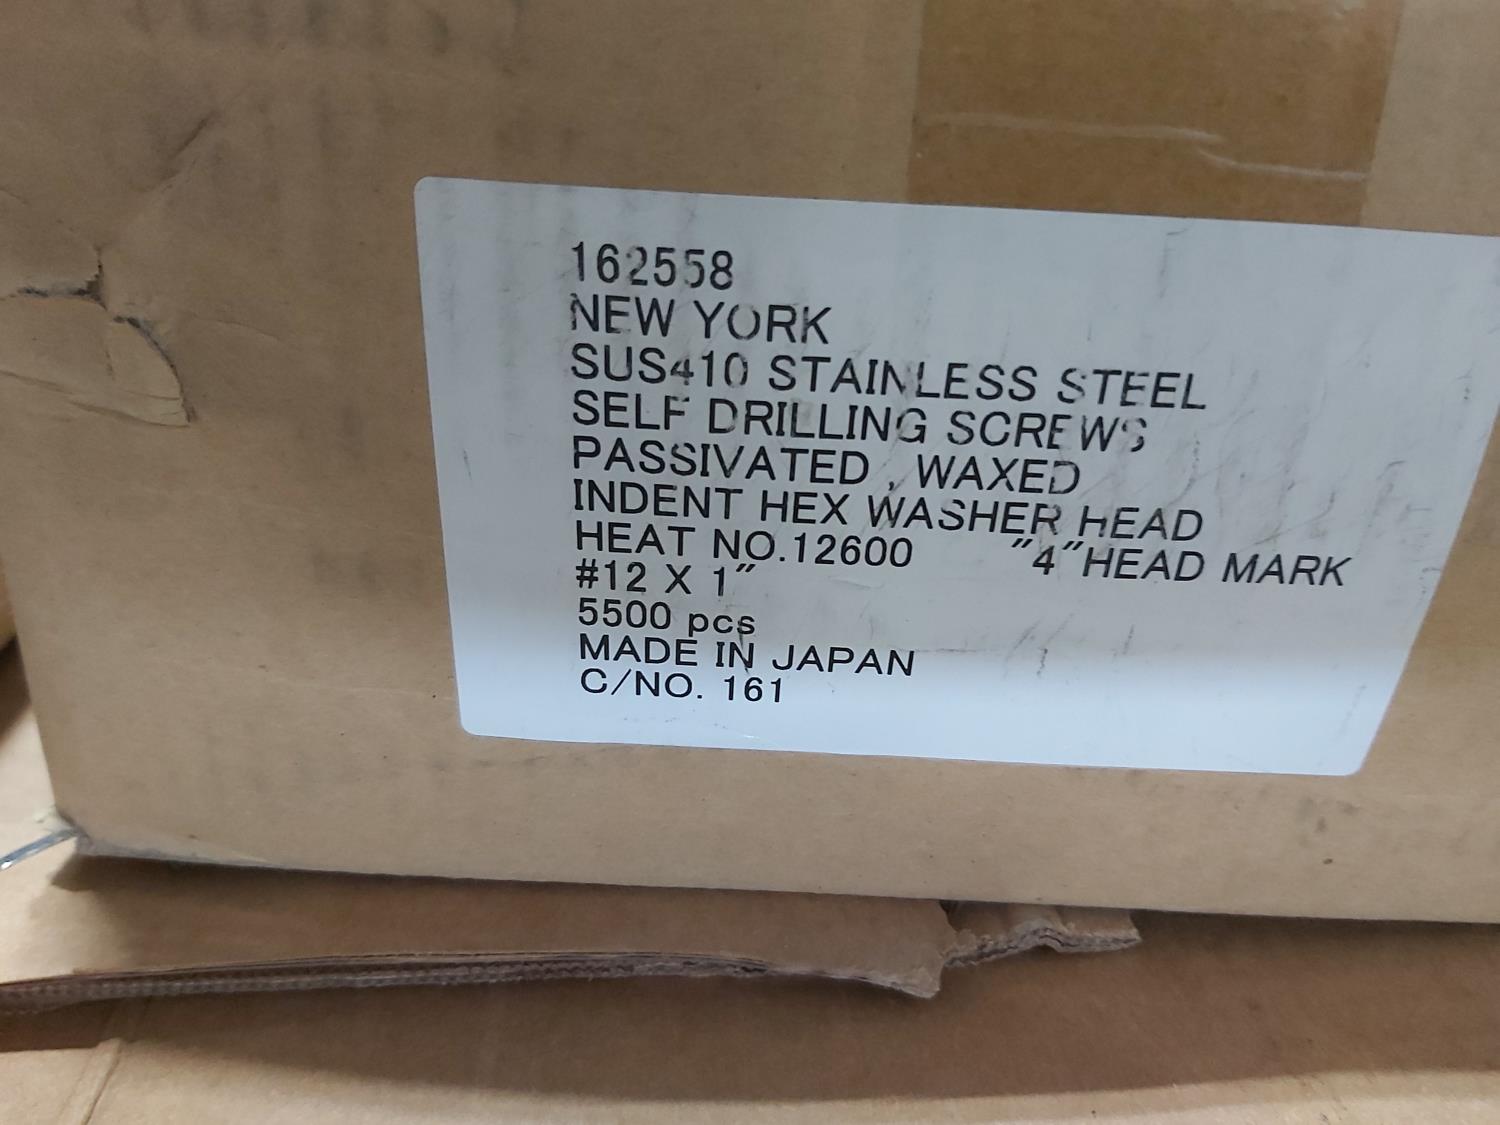 162558
NEW YORK
SUS410 STAINLESS STEEL
SELF DRILLING SCREWS
PASSIVATED , WAXED
INDENT HEX WASHER HEAD
HEAT NO.12600 "4"HEAD MARK
#12 X 1"
5500 pcs
MADE IN JAPAN
C/NO. 161